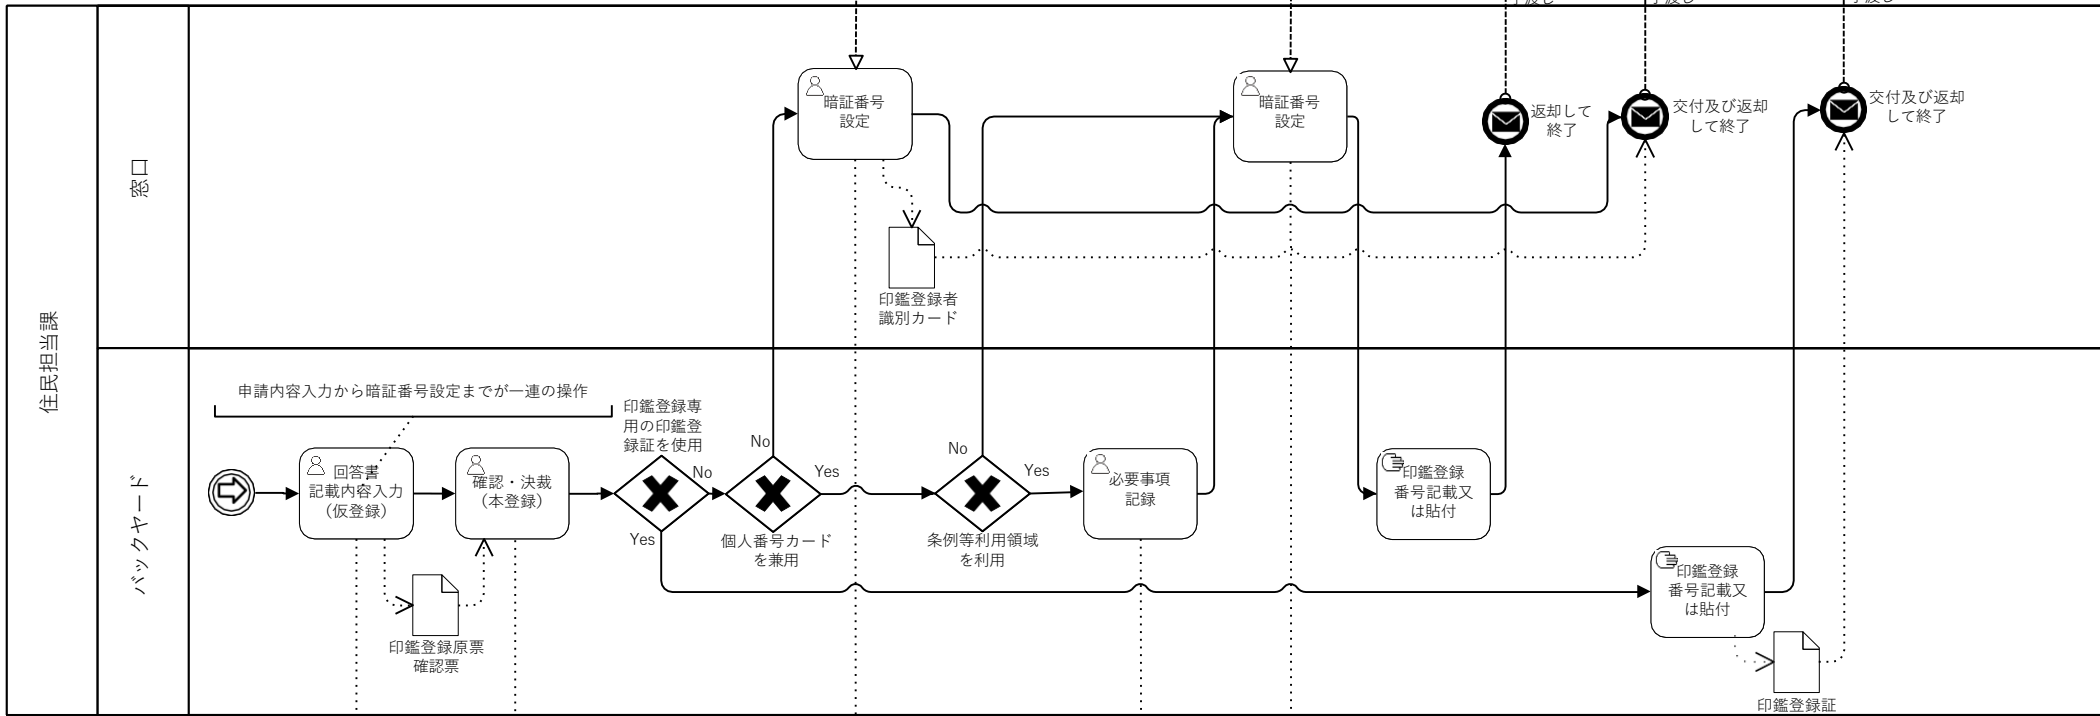 暗証番号
設定
暗証番号
設定
返却して
終了
交付及び返却
して終了
交付及び返却
して終了
窓口
印鑑登録者
識別カード
住民担当課
申請内容入力から暗証番号設定までが一連の操作
印鑑登録専
用の印鑑登
録証を使用
No
No
Yes
No
Yes
回答書
記載内容入力
（仮登録）
確認・決裁
（本登録）
必要事項
記録
印鑑登録
番号記載又
は貼付
バックヤード
Yes
個人番号カード
を兼用
条例等利用領域
を利用
印鑑登録
番号記載又
は貼付
印鑑登録原票
確認票
印鑑登録証